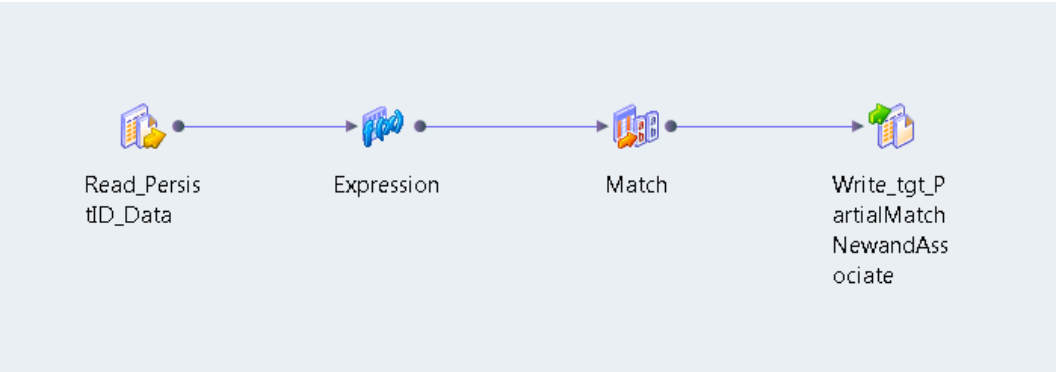 Read_Persis
tID_Data
Expression
Match
Write_tgt_P
artialMatch
NewandAss
ociate